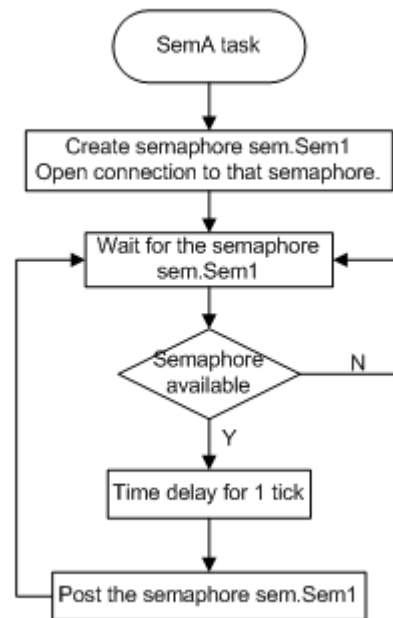 SemA task
Create semaphore sem.Sem1
Open connection to that semaphore.
Wait for the semaphore
sem.Sem1
Semaphore
available
N
Y
Time delay for 1 tick
Post the semaphore sem.Sem1